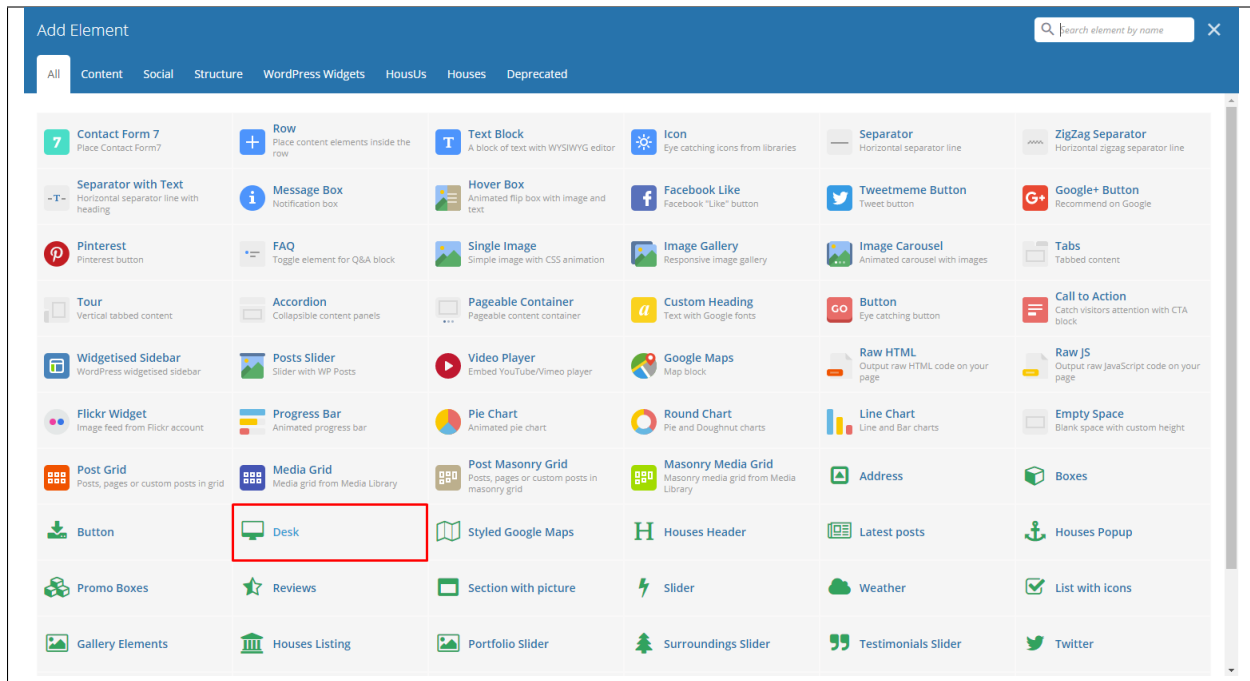 Add Element
Search element by name
All Content Social Structure WordPress Widgets HousUs Houses Deprecated
7 Contact Form 7
Place Contact Form7
Row
Place content elements inside the
row
T Text Block
A block of text with WYSIWYG editor
Icon
Eye catching icons from libraries
Separator
Horizontal separator line
ZigZag Separator
Horizontal zigzag separator line
-T- Separator with Text
Horizontal separator line with
heading
i Message Box
Notification box
Hover Box
Animated flip box with image and
text
f Facebook Like
Facebook "Like" button
Tweetmeme Button
Tweet button
G+ Google+ Button
Recommend on Google
Pinterest
Pinterest button
FAQ
Toggle element for Q&A block
Single Image
Simple image with CSS animation
Image Gallery
Responsive image gallery
Image Carousel
Animated carousel with images
Tabs
Tabbed content
Tour
Vertical tabbed content
Accordion
Collapsible content panels
Pageable Container
Pageable content container
a Custom Heading
Text with Google fonts
GO Button
Eye catching button
Call to Action
Catch visitors attention with CTA
block
Widgetised Sidebar
WordPress widgetised sidebar
Posts Slider
Slider with WP Posts
Video Player
Embed YouTube/Vimeo player
Google Maps
Map block
Raw HTML
Output raw HTML code on your
page
Raw JS
Output raw JavaScript code on your
page
Flickr Widget
Image feed from Flickr account
Progress Bar
Animated progress bar
Pie Chart
Animated pie chart
Round Chart
Pie and Doughnut charts
Line Chart
Line and Bar charts
Empty Space
Blank space with custom height
Post Grid
Posts, pages or custom posts in grid
Media Grid
Media grid from Media Library
Post Masonry Grid
Posts, pages or custom posts in
masonry grid
Masonry Media Grid
Masonry media grid from Media
Library
Address
Boxes
Button
Desk
Styled Google Maps
H Houses Header
Latest posts
Houses Popup
Promo Boxes
Reviews
Section with picture
Slider
Weather
List with icons
Gallery Elements
Houses Listing
Portfolio Slider
Surroundings Slider
Testimonials Slider
Twitter